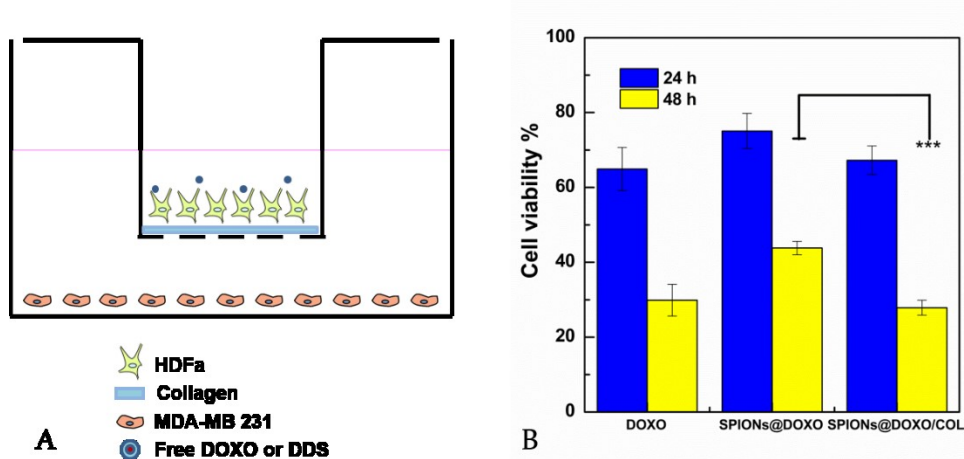 HDFa
Collagen
MDA-MB 231
Free DOXO or DDS
A
100
80
60
40
20
0
Cell viability %
24 h
48 h
***
DOXO
SPIONs@DOXO
SPIONs@DOXO/COL
B